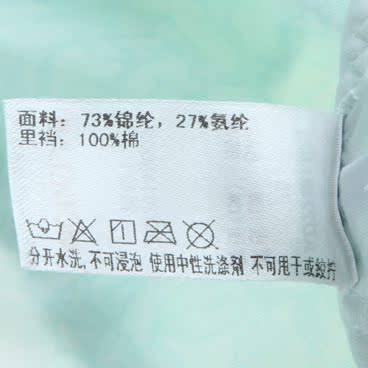 面料：73%锦纶，27%氨纶
里裆：100%棉
分开水洗,不可浸泡 使用中性洗涤剂 不可甩干或绞拧